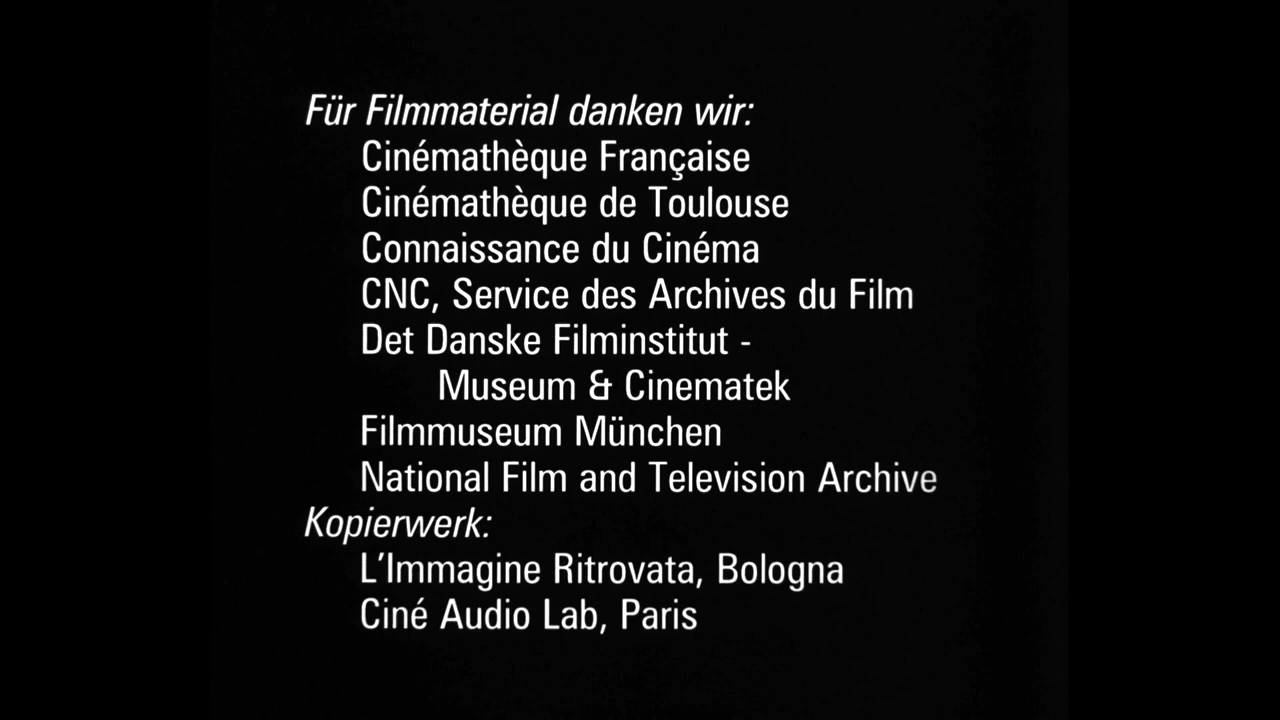 Für Filmmaterial danken wir:
Cinémathèque Française
Cinémathèque de Toulouse
Connaissance du Cinéma
CNC, Service des Archives du Film
Det Danske Filminstitut -
Museum & Cinematek
Filmmuseum München
National Film and Television Archive
Kopierwerk:
L'Immagine Ritrovata, Bologna
Ciné Audio Lab, Paris